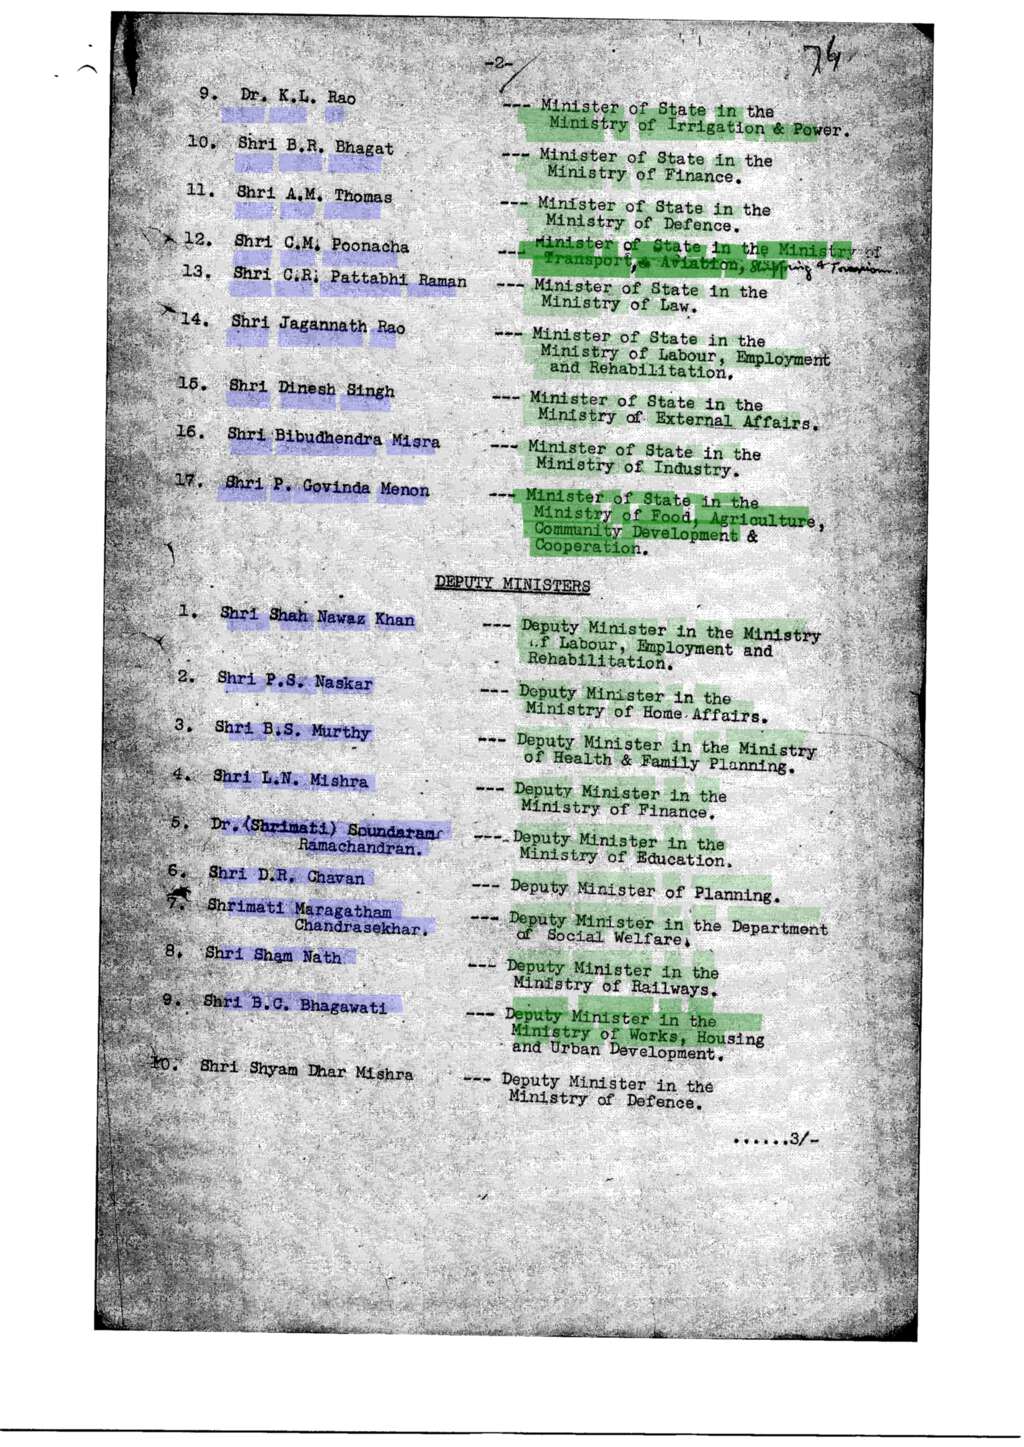 -2-
74
9. Dr. K.L. Rao --- Minister of State in the
Ministry of Irrigation & Power.
10. Shri B.R. Bhagat --- Minister of State in the
Ministry of Finance.
11. Shri A.M. Thomas --- Minister of State in the
Ministry of Defence.
12. Shri C.M. Poonacha --- Minister of State in the Ministry of
Transport, & Aviation, Shipping & Tourism.
13. Shri C.R. Pattabhi Raman --- Minister of State in the
Ministry of Law.
14. Shri Jagannath Rao --- Minister of State in the
Ministry of Labour, Employment
and Rehabilitation.
15. Shri Dinesh Singh --- Minister of State in the
Ministry of External Affairs.
16. Shri Bibudhendra Misra --- Minister of State in the
Ministry of Industry.
17. Shri P. Govinda Menon --- Minister of State in the
Ministry of Food, Agriculture,
Community Development &
Cooperation.
DEPUTY MINISTERS
1. Shri Shah Nawaz Khan --- Deputy Minister in the Ministry
of Labour, Employment and
Rehabilitation.
2. Shri P.S. Naskar --- Deputy Minister in the
Ministry of Home Affairs.
3. Shri B.S. Murthy --- Deputy Minister in the Ministry
of Health & Family Planning.
4. Shri L.N. Mishra --- Deputy Minister in the
Ministry of Finance.
5. Dr. (Shrimati) Soundaram --- Deputy Minister in the
Ramachandran. Ministry of Education.
6. Shri D.R. Chavan --- Deputy Minister of Planning.
7. Shrimati Maragatham --- Deputy Minister in the Department
Chandrasekhar. of Social Welfare.
8. Shri Sham Nath --- Deputy Minister in the
Ministry of Railways.
9. Shri B.C. Bhagawati --- Deputy Minister in the
Ministry of Works, Housing
and Urban Development.
10. Shri Shyam Dhar Mishra --- Deputy Minister in the
Ministry of Defence.
......3/-